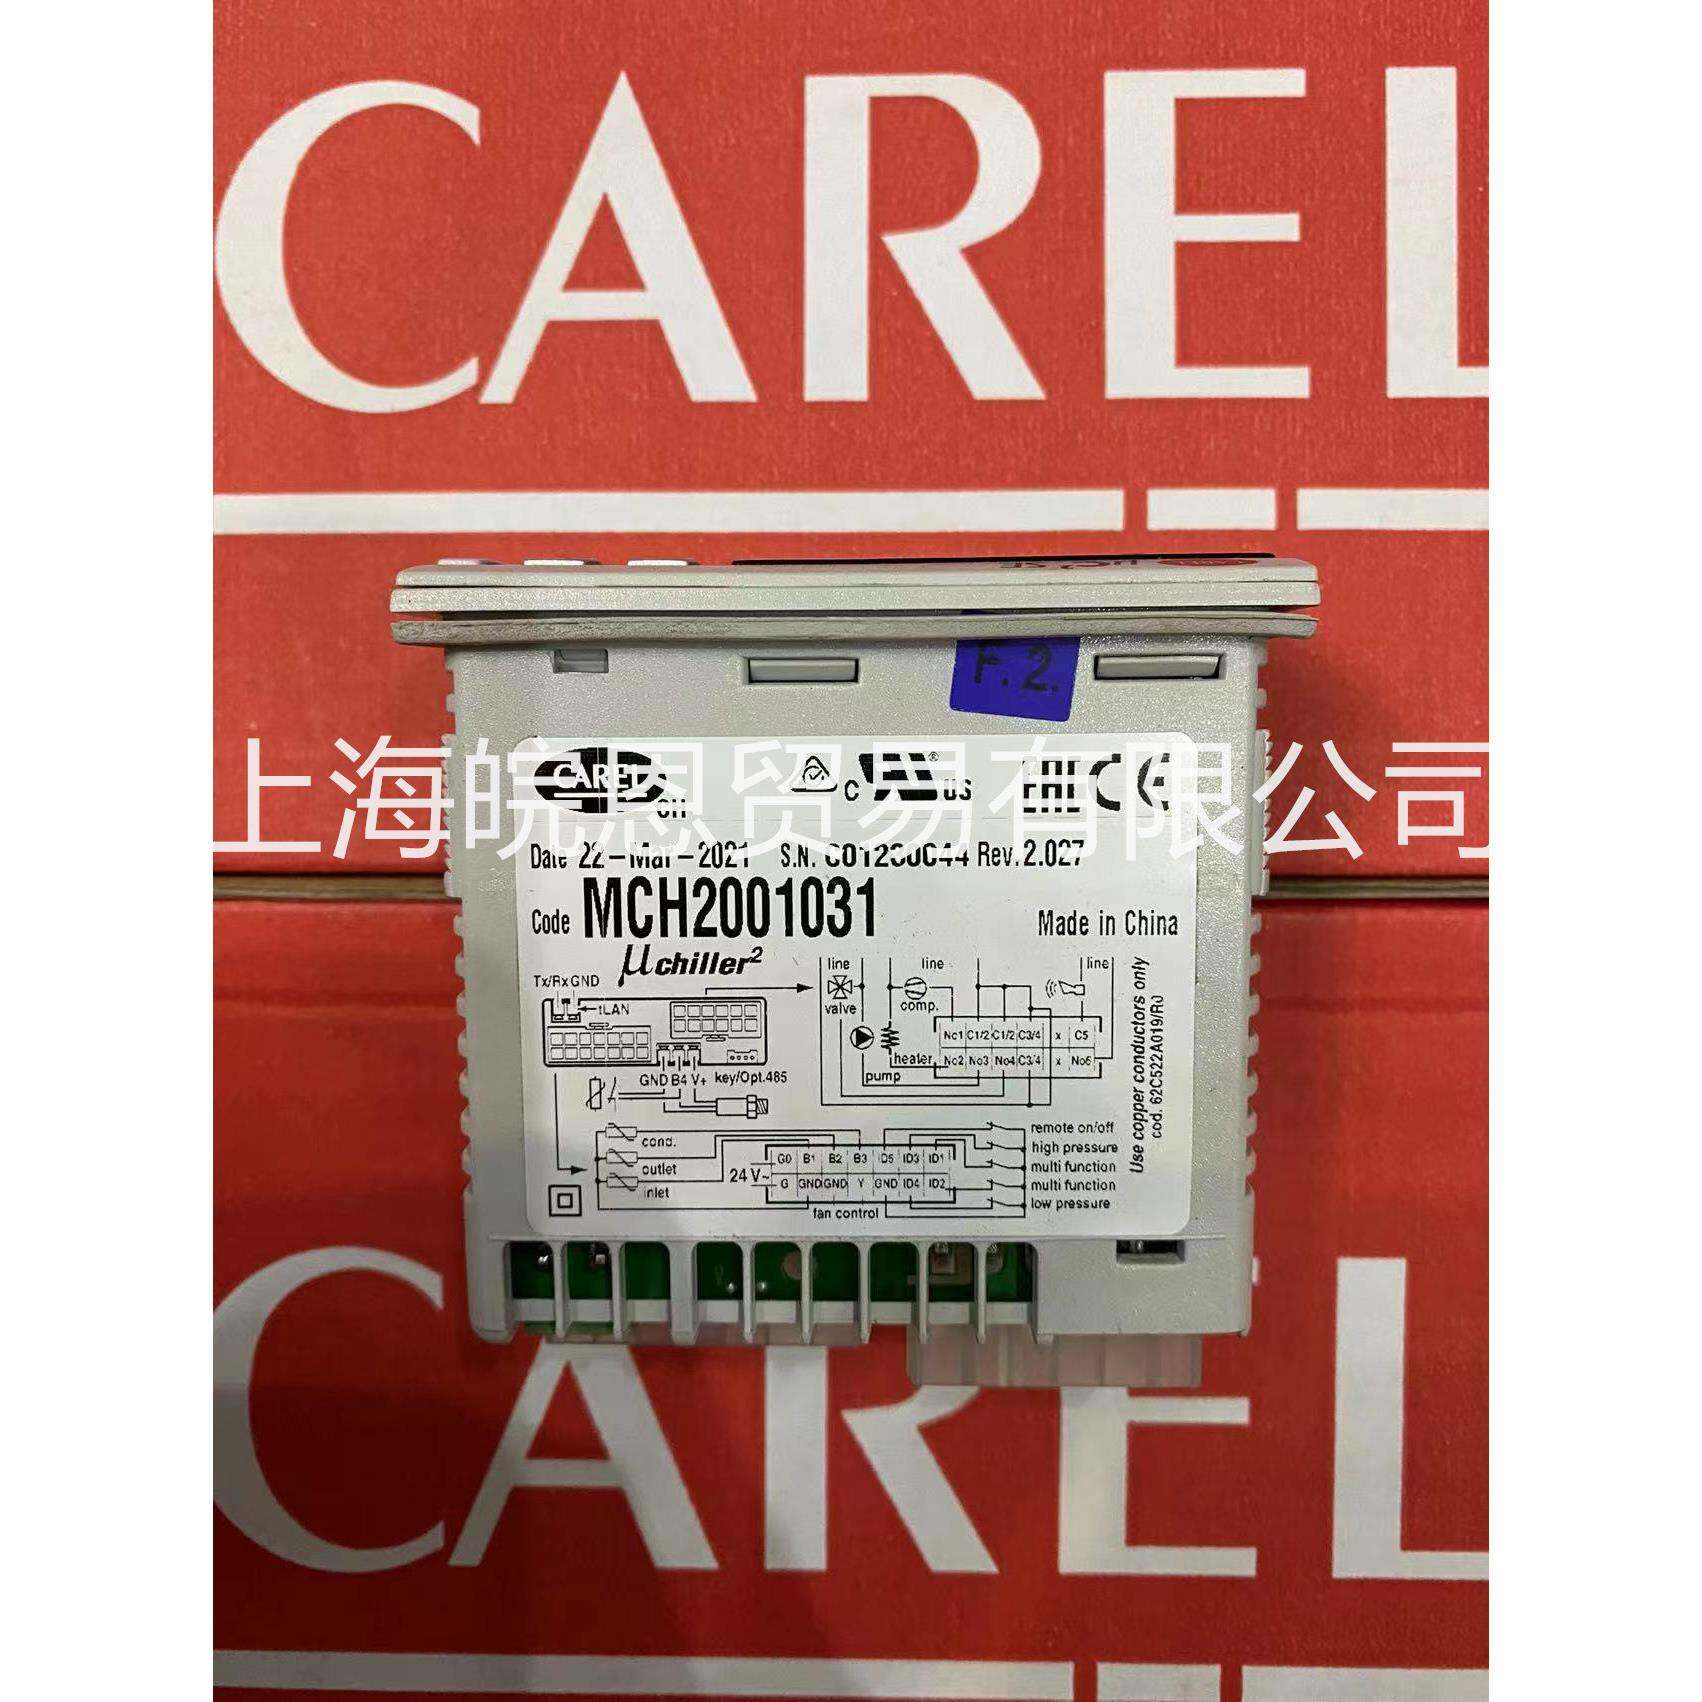 CAREL
F.2.
CAREL
CH
C US
EAC CE
上海皖恩贸易有限公司
Date 22-Mar-2021 S.N. Rev.2.027
Code MCH2001031
Made in China
µchiller²
Tx/Rx GND
tLAN
GND B4 V+ key/Opt.485
line line line
valve comp.
heater
pump
No1 C1/2 C1/2 C3/4 x C5
No2 No3 No4 C3/4 x No5
Use copper conductors only
cod. 62C522A019/R0
cond.
outlet
inlet
24 V~
G0 B1 B2 B3 ID5 ID3 ID1
G GND GND Y GND ID4 ID2
fan control
remote on/off
high pressure
multi function
multi function
low pressure
CAREL